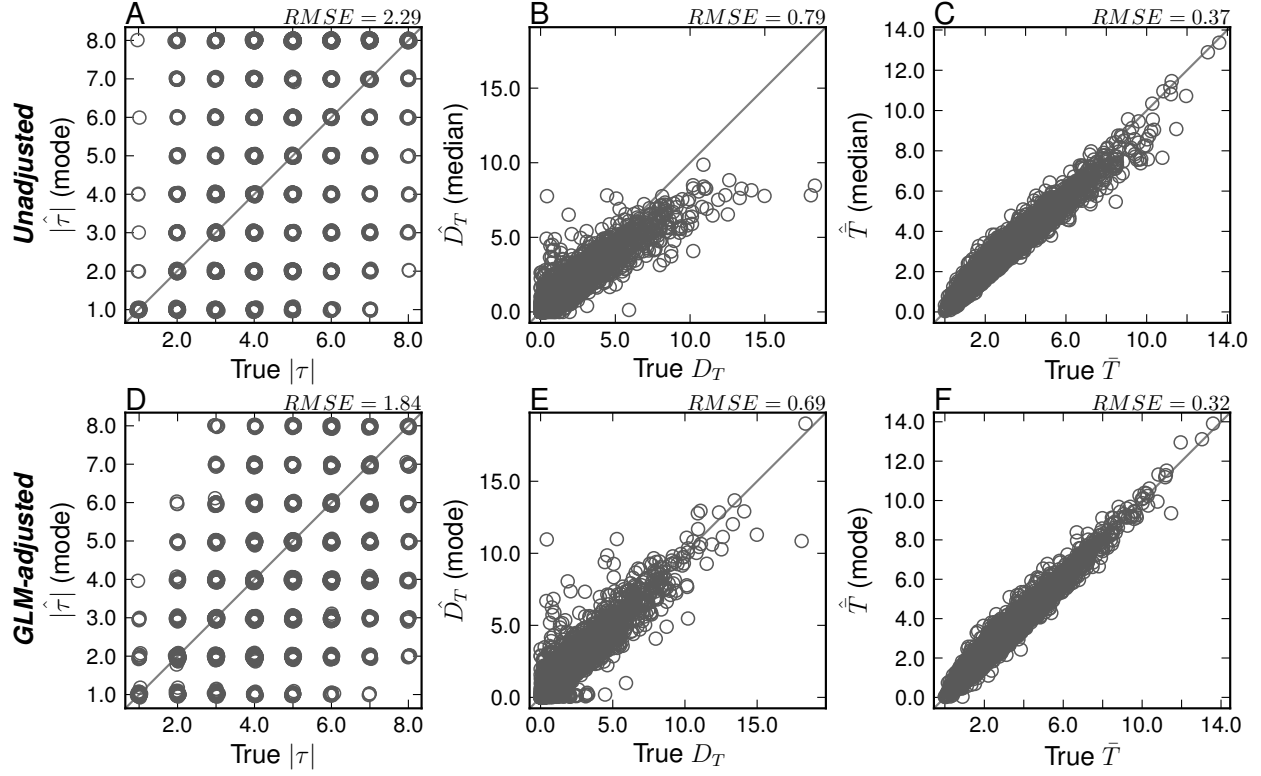 A RMSE = 2.29
B RMSE = 0.79
C RMSE = 0.37
Unadjusted
|τ̂| (mode)
8.0
7.0
6.0
5.0
4.0
3.0
2.0
1.0
2.0 4.0 6.0 8.0
True |τ|
D̂_T (median)
15.0
10.0
5.0
0.0
0.0 5.0 10.0 15.0
True D_T
T̄̂ (median)
14.0
12.0
10.0
8.0
6.0
4.0
2.0
0.0
2.0 6.0 10.0 14.0
True T̄
D RMSE = 1.84
E RMSE = 0.69
F RMSE = 0.32
GLM-adjusted
|τ̂| (mode)
8.0
7.0
6.0
5.0
4.0
3.0
2.0
1.0
2.0 4.0 6.0 8.0
True |τ|
D̂_T (mode)
15.0
10.0
5.0
0.0
0.0 5.0 10.0 15.0
True D_T
T̄̂ (mode)
14.0
12.0
10.0
8.0
6.0
4.0
2.0
0.0
2.0 6.0 10.0 14.0
True T̄